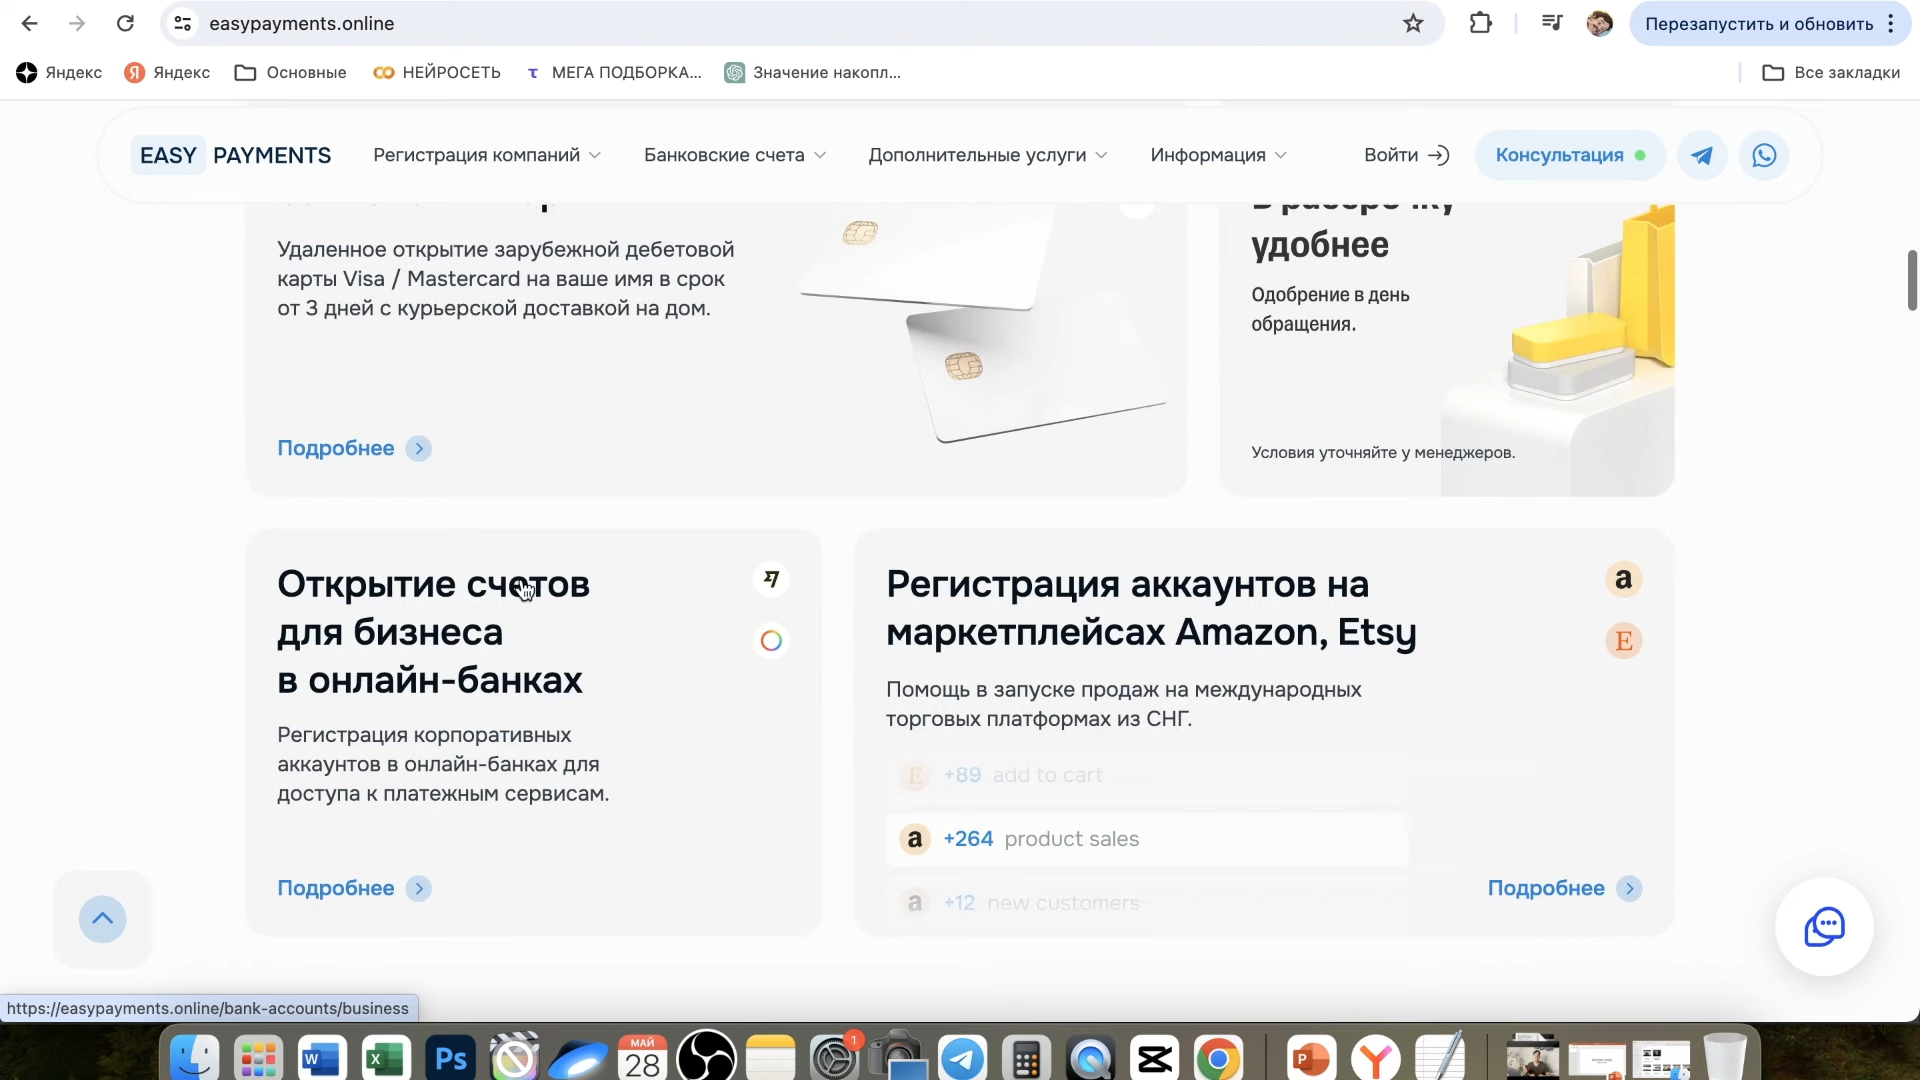 easypayments.online
Перезапустить и обновить
Яндекс
Яндекс
Основные
НЕЙРОСЕТЬ
МЕГА ПОДБОРКА...
Значение накопл...
Все закладки
EASY PAYMENTS
Регистрация компаний
Банковские счета
Дополнительные услуги
Информация
Войти
Консультация
Удаленное открытие зарубежной дебетовой
карты Visa / Mastercard на ваше имя в срок
от 3 дней с курьерской доставкой на дом.
Подробнее
В рассрочку
удобнее
Одобрение в день
обращения.
Условия уточняйте у менеджеров.
Открытие счетов
для бизнеса
в онлайн-банках
Регистрация корпоративных
аккаунтов в онлайн-банках для
доступа к платежным сервисам.
Подробнее
Регистрация аккаунтов на
маркетплейсах Amazon, Etsy
a
E
Помощь в запуске продаж на международных
торговых платформах из СНГ.
E +89 add to cart
a +264 product sales
a +12 new customers
Подробнее
https://easypayments.online/bank-accounts/business
W
X
Ps
МАЙ
28
1
P